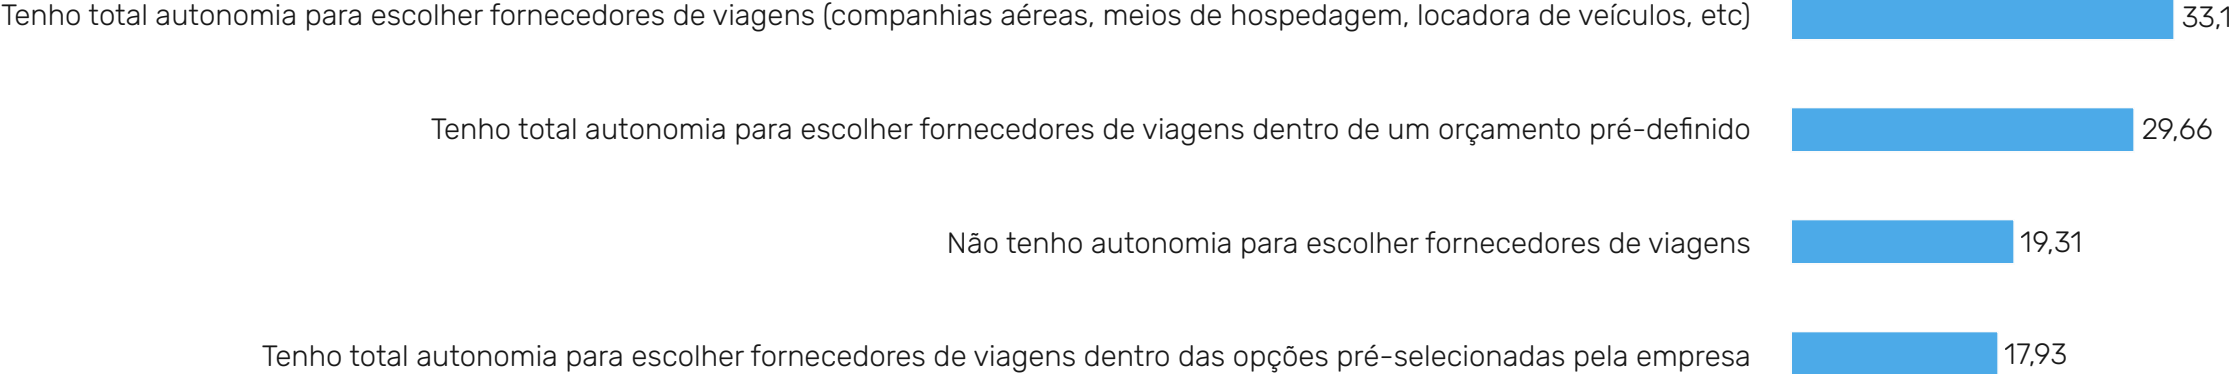 Tenho total autonomia para escolher fornecedores de viagens (companhias aéreas, meios de hospedagem, locadora de veículos, etc) 33,1
Tenho total autonomia para escolher fornecedores de viagens dentro de um orçamento pré-definido 29,66
Não tenho autonomia para escolher fornecedores de viagens 19,31
Tenho total autonomia para escolher fornecedores de viagens dentro das opções pré-selecionadas pela empresa 17,93